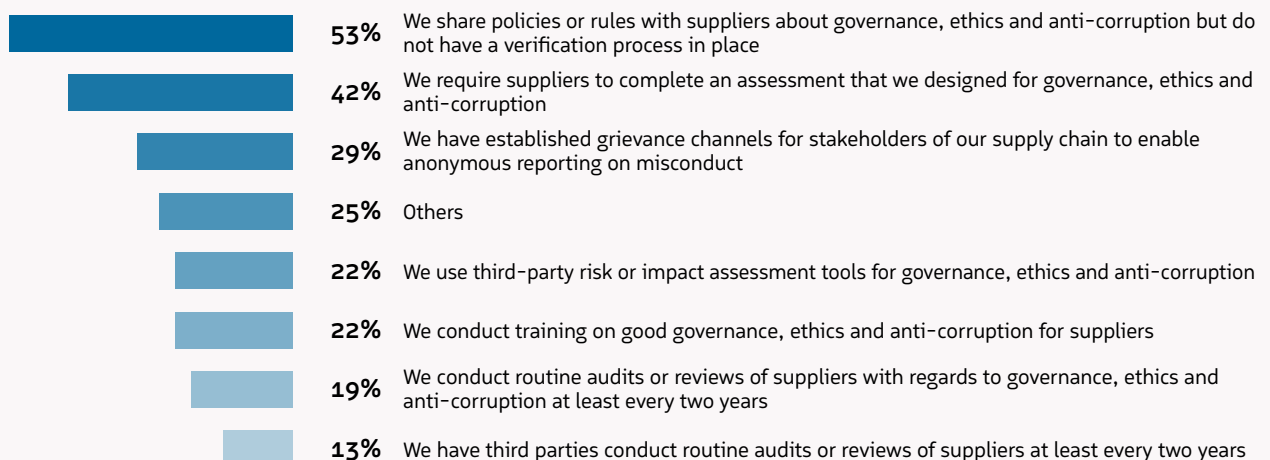 53% We share policies or rules with suppliers about governance, ethics and anti-corruption but do
not have a verification process in place
42% We require suppliers to complete an assessment that we designed for governance, ethics and
anti-corruption
29% We have established grievance channels for stakeholders of our supply chain to enable
anonymous reporting on misconduct
25% Others
22% We use third-party risk or impact assessment tools for governance, ethics and anti-corruption
22% We conduct training on good governance, ethics and anti-corruption for suppliers
19% We conduct routine audits or reviews of suppliers with regards to governance, ethics and
anti-corruption at least every two years
13% We have third parties conduct routine audits or reviews of suppliers at least every two years